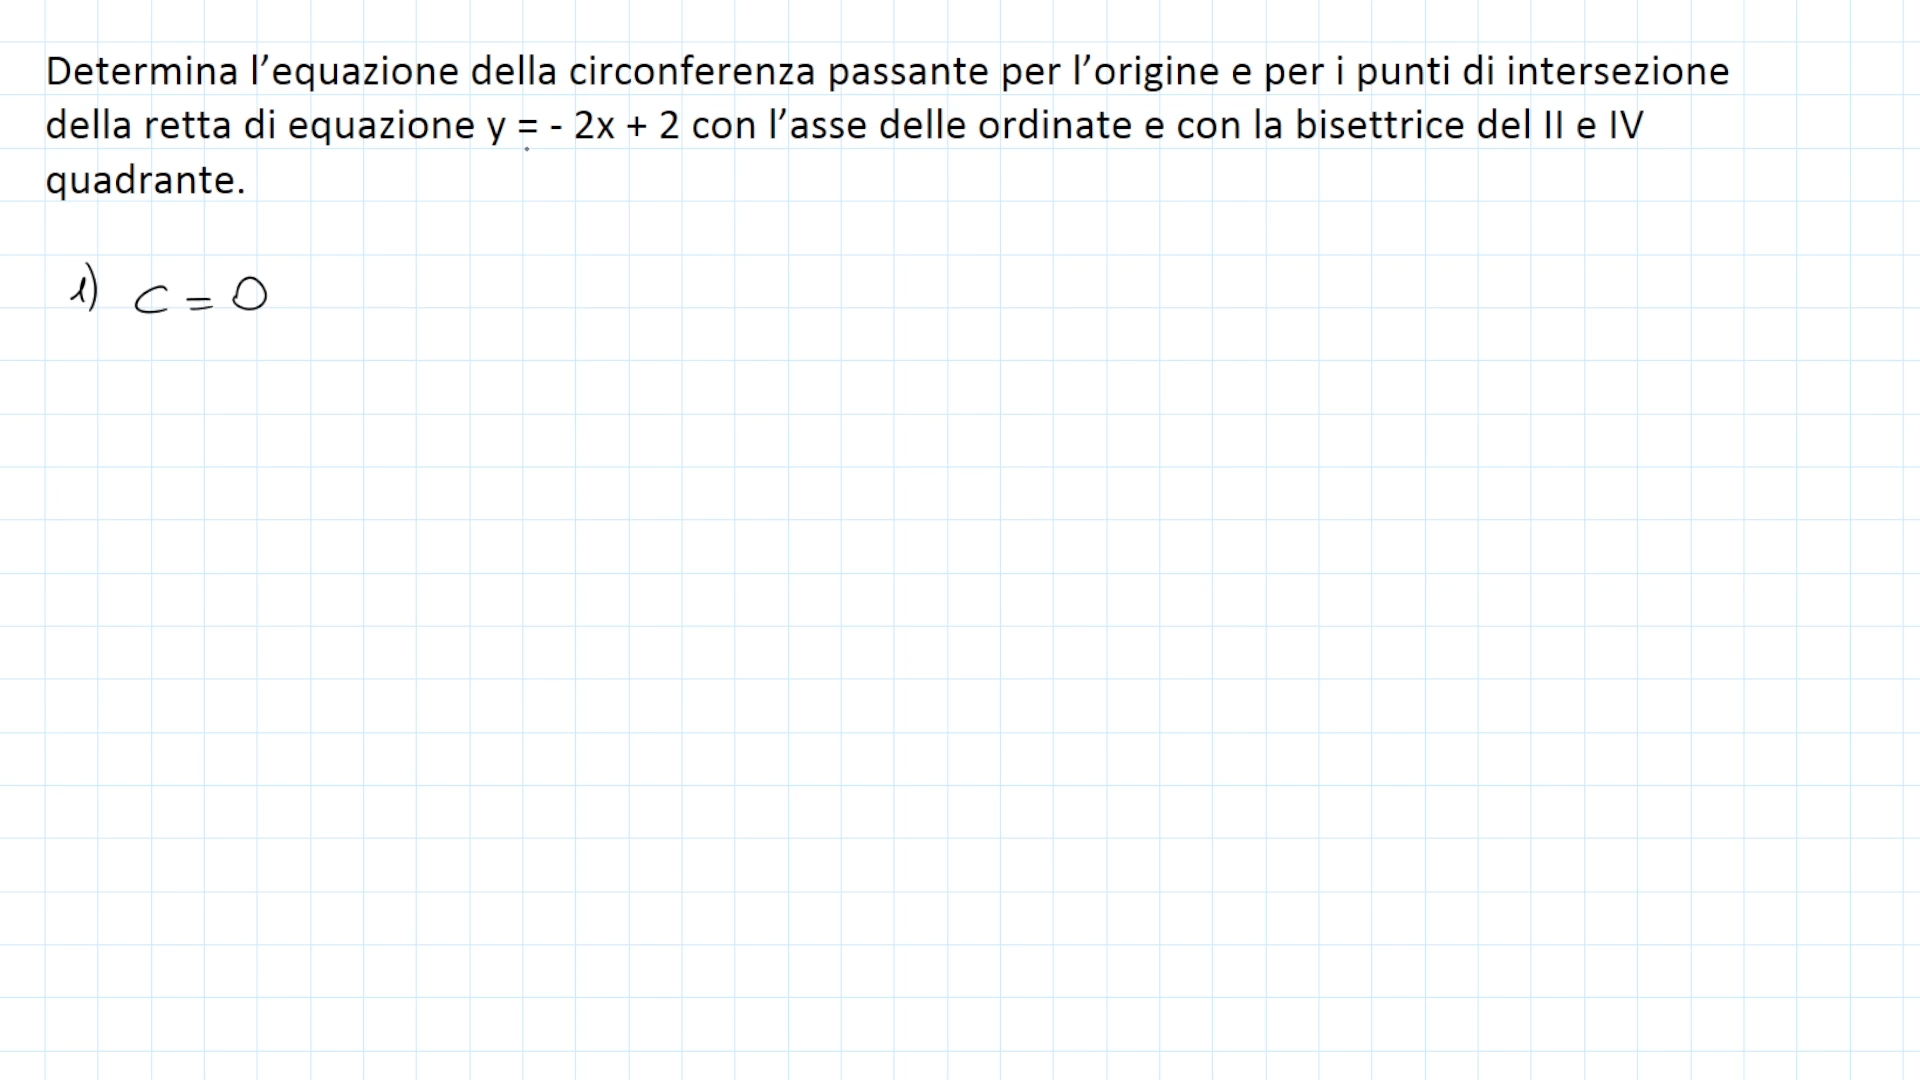 Determina l’equazione della circonferenza passante per l’origine e per i punti di intersezione
della retta di equazione y = - 2x + 2 con l’asse delle ordinate e con la bisettrice del II e IV
quadrante.
1) c = 0